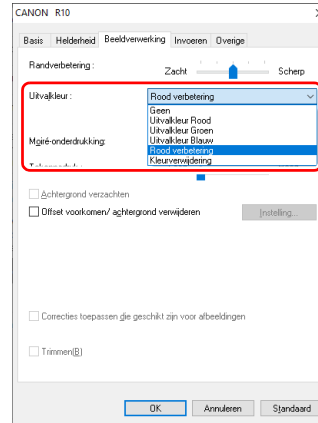 CANON R10
Basis Helderheid Beeldverwerking Invoeren Overige
Randverbetering :
Zacht Scherp
Uitvalkleur : Rood verbetering
Geen
Uitvalkleur Rood
Uitvalkleur Groen
Moiré-onderdrukking: Uitvalkleur Blauw
Rood verbetering
Kleurverwijdering
Achtergrond verzachten
Offset voorkomen/ achtergrond verwijderen Instelling...
Correcties toepassen die geschikt zijn voor afbeeldingen
Trimmen(B)
OK Annuleren Standaard